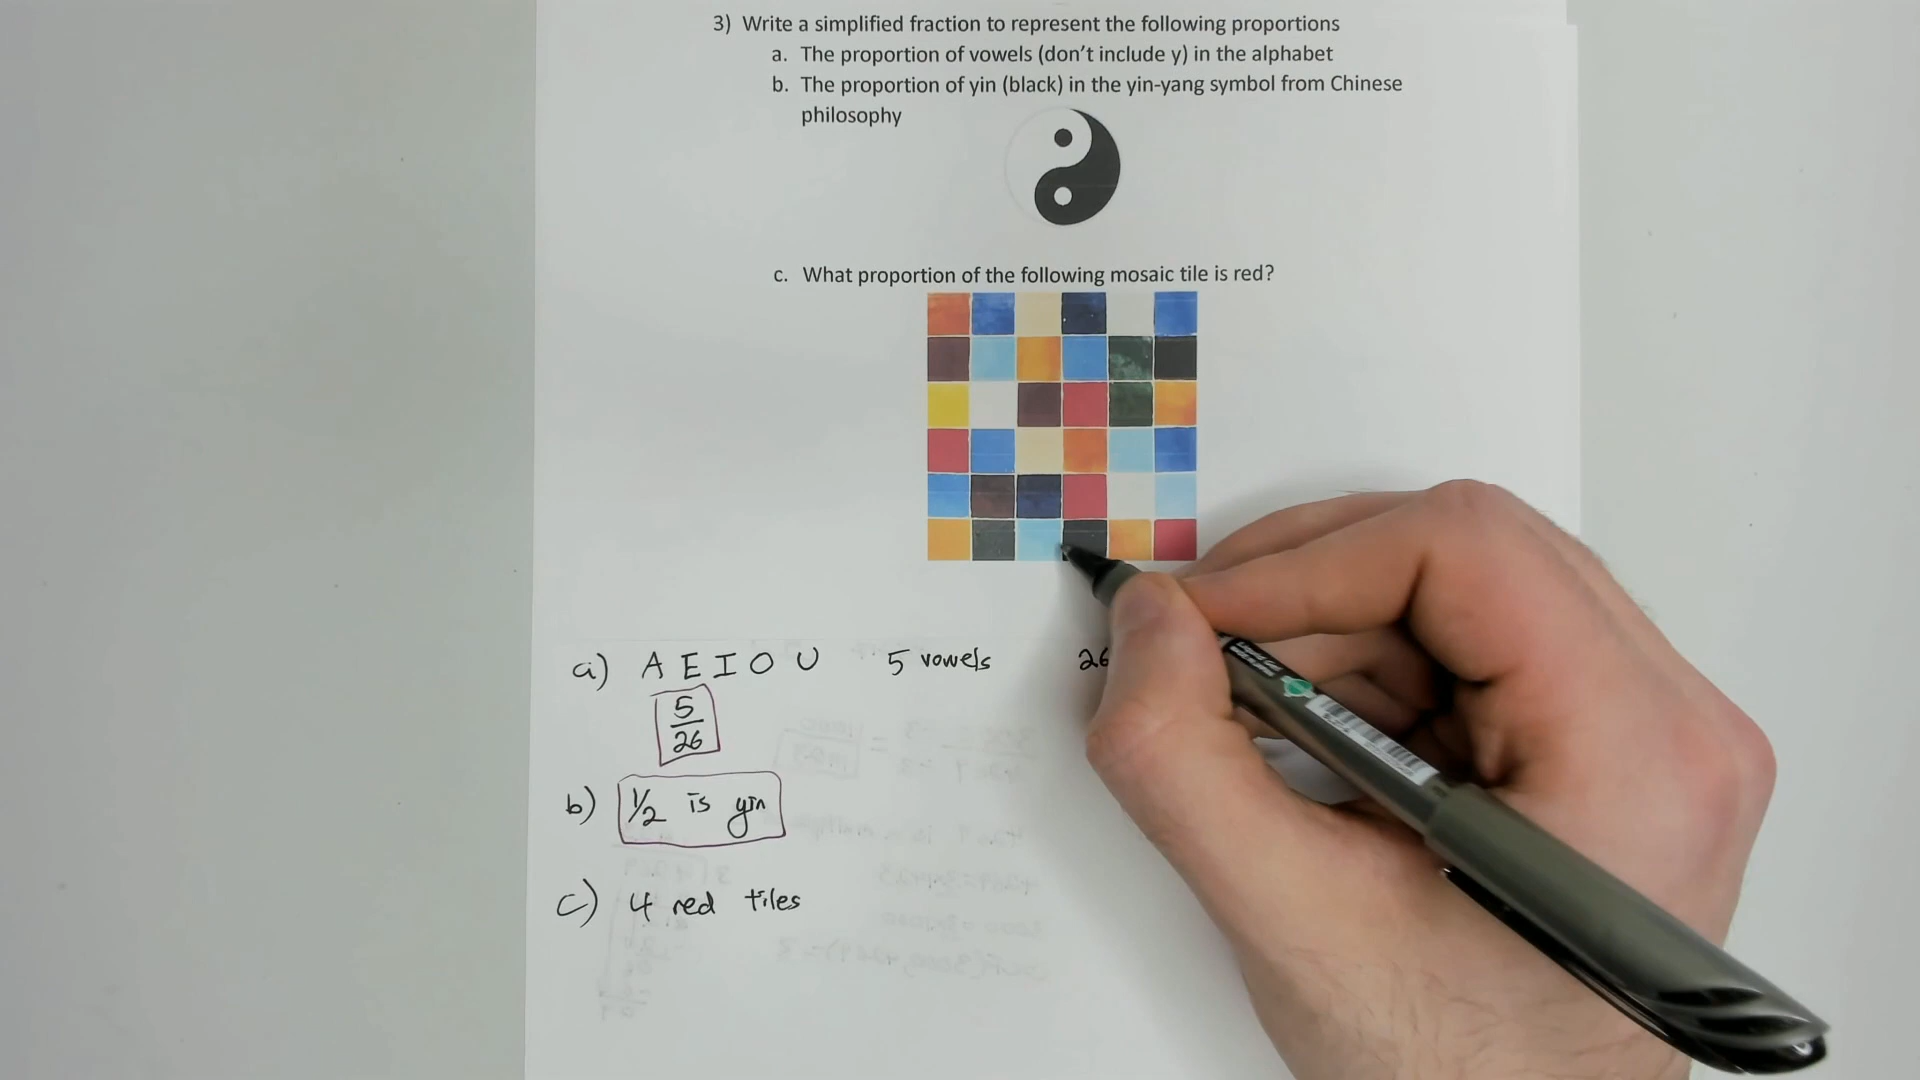 3) Write a simplified fraction to represent the following proportions
a. The proportion of vowels (don't include y) in the alphabet
b. The proportion of yin (black) in the yin-yang symbol from Chinese
philosophy
c. What proportion of the following mosaic tile is red?
a) A E I O U 5 vowels 26
5
26
b) 1/2 is yin
c) 4 red tiles